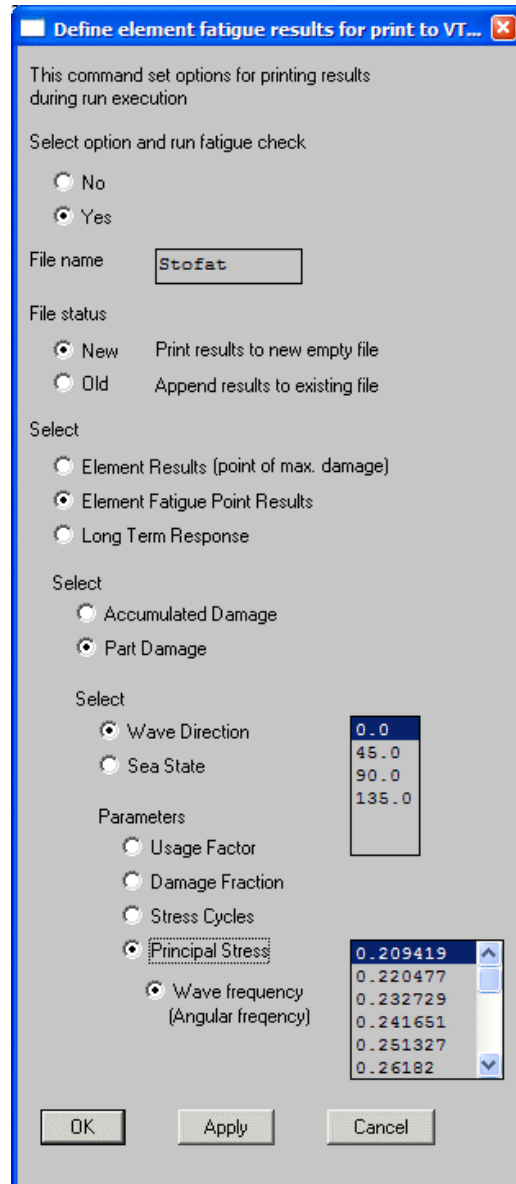 Define element fatigue results for print to VT...
This command set options for printing results
during run execution
Select option and run fatigue check
No
Yes
File name
Stofat
File status
New Print results to new empty file
Old Append results to existing file
Select
Element Results (point of max. damage)
Element Fatigue Point Results
Long Term Response
Select
Accumulated Damage
Part Damage
Select
Wave Direction
Sea State
0.0
45.0
90.0
135.0
Parameters
Usage Factor
Damage Fraction
Stress Cycles
Principal Stress
Wave frequency
(Angular freqency)
0.209419
0.220477
0.232729
0.241651
0.251327
0.26182
OK Apply Cancel